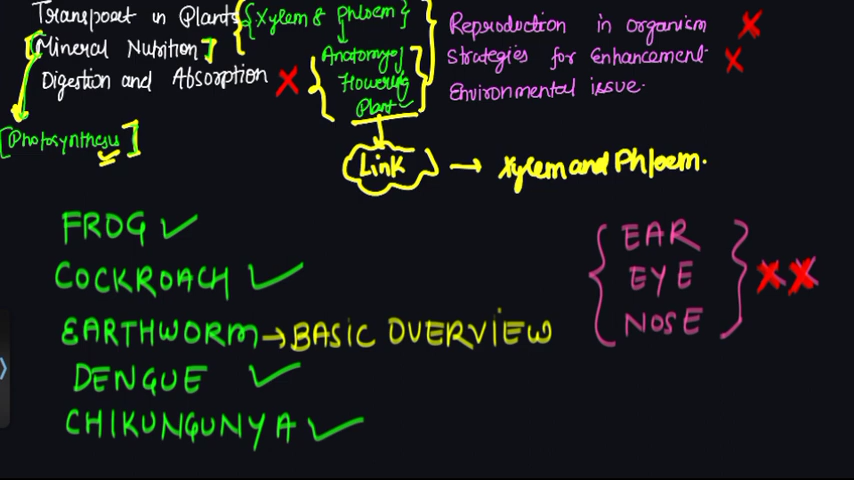 Transport in Plants {Xylem & Phloem}
[Mineral Nutrition]
Digestion and Absorption
Anatomy of
Flowering
Plant
Reproduction in organism
Strategies for Enhancement
Environmental issue.
[Photosynthesis]
Link → Xylem and Phloem.
FROG
COCKROACH
EARTHWORM → BASIC OVERVIEW
DENGUE
CHIKUNGUNYA
EAR
EYE
NOSE